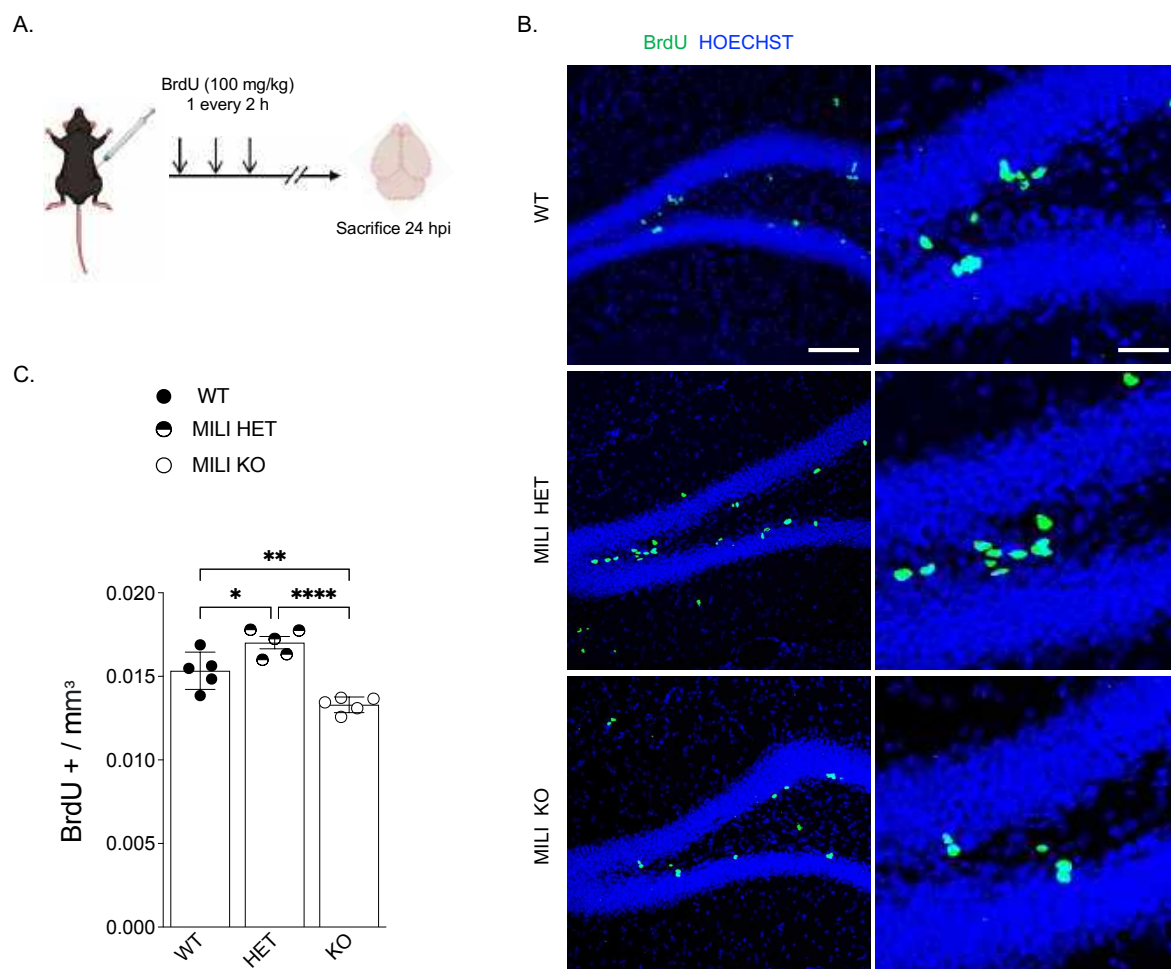 A.
BrdU (100 mg/kg)
1 every 2 h
Sacrifice 24 hpi
B.
BrdU HOECHST
WT
MILI HET
MILI KO
C.
WT
MILI HET
MILI KO
**
* ****
BrdU + / mm³
0.020
0.015
0.010
0.005
0.000
WT HET KO